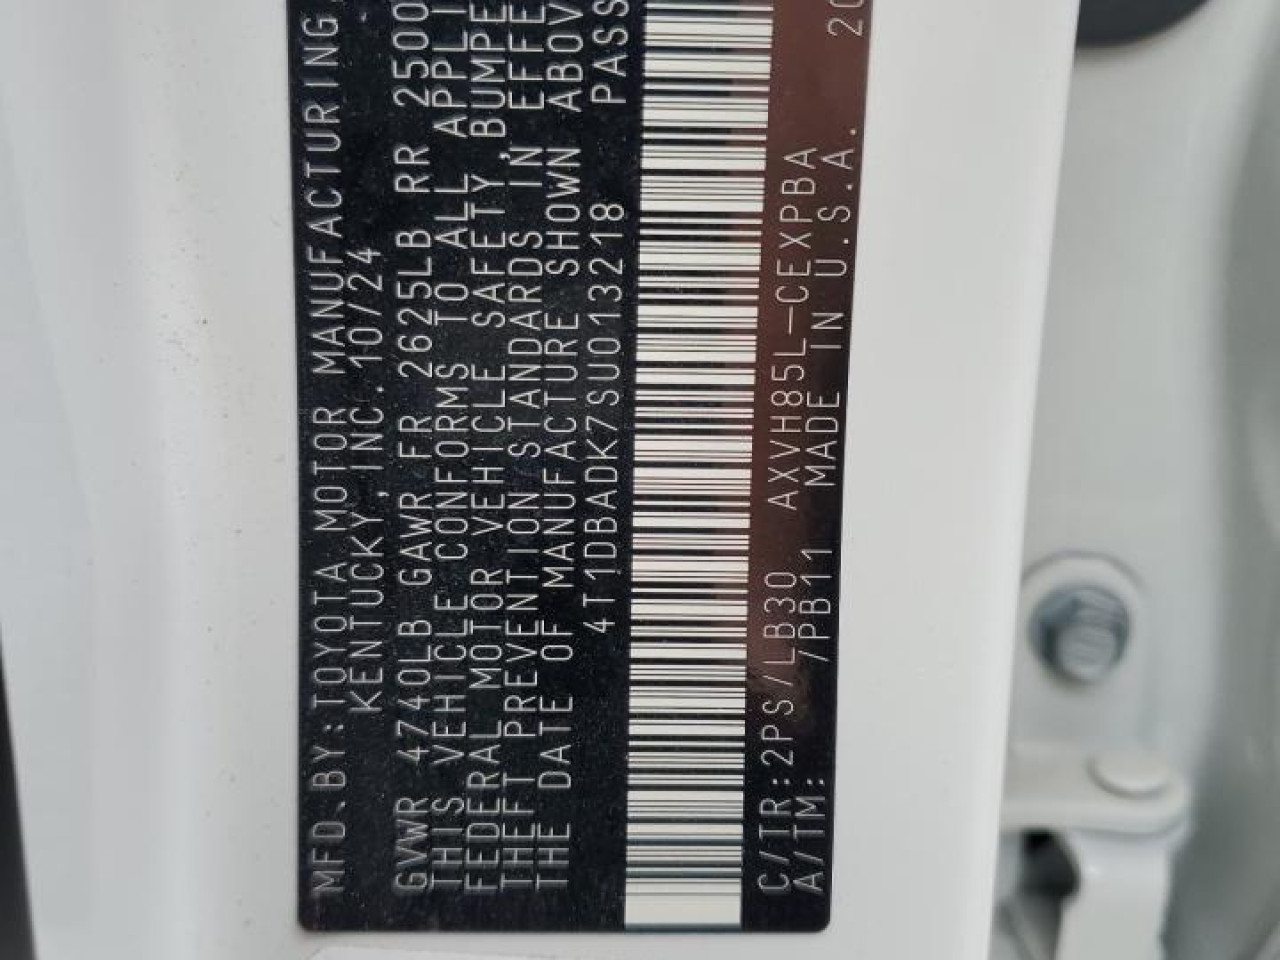 MFD.BY:TOYOTA MOTOR MANUFACTURING,
KENTUCKY,INC.10/24
GVWR 4740LB GAWR FR 2625LB RR 2500
THIS VEHICLE CONFORMS TO ALL APPLI
FEDERAL MOTOR VEHICLE SAFETY,BUMPE
THEFT PREVENTION STANDARDS IN EFFE
THE DATE OF MANUFACTURE SHOWN ABOV
4T1DBADK7SU013218 PASS
C/TR:2PS/LB30 AXVH85L–CEXPBA
A/TM: /PB11 MADE IN U.S.A. 20